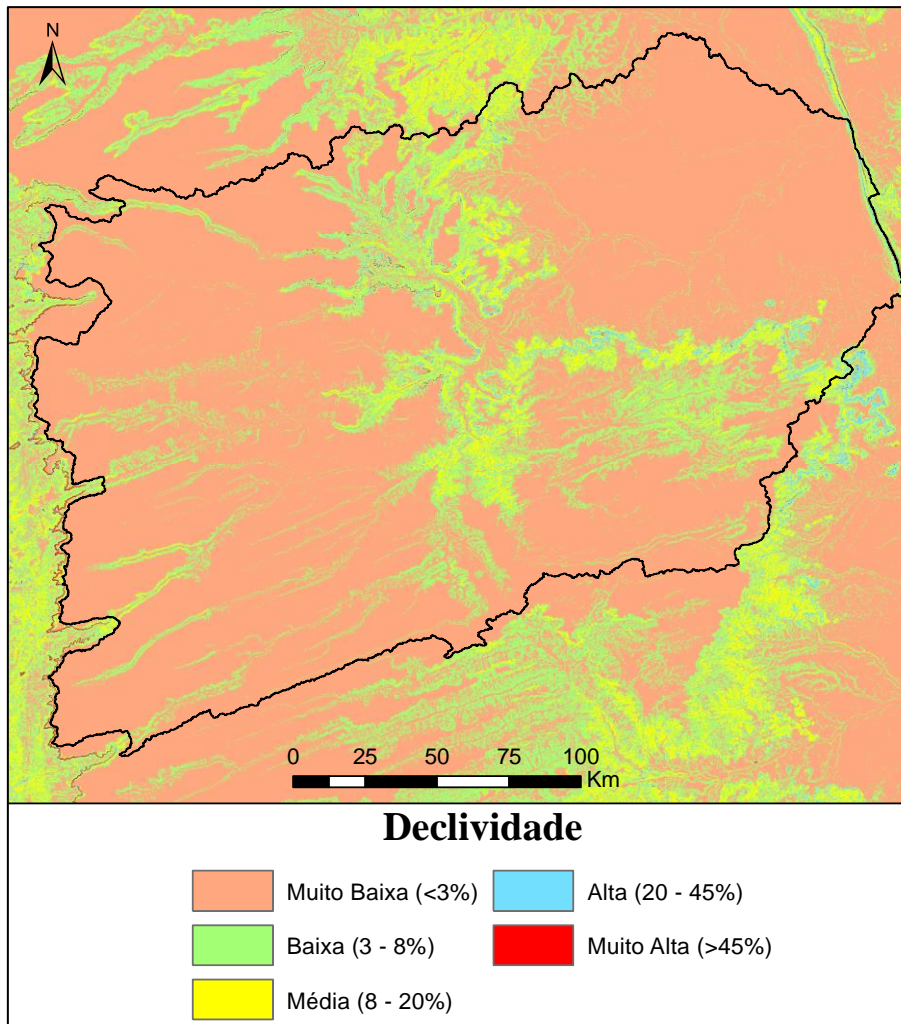 N
0 25 50 75 100
Km
Declividade
Muito Baixa (<3%)
Alta (20 - 45%)
Baixa (3 - 8%)
Muito Alta (>45%)
Média (8 - 20%)